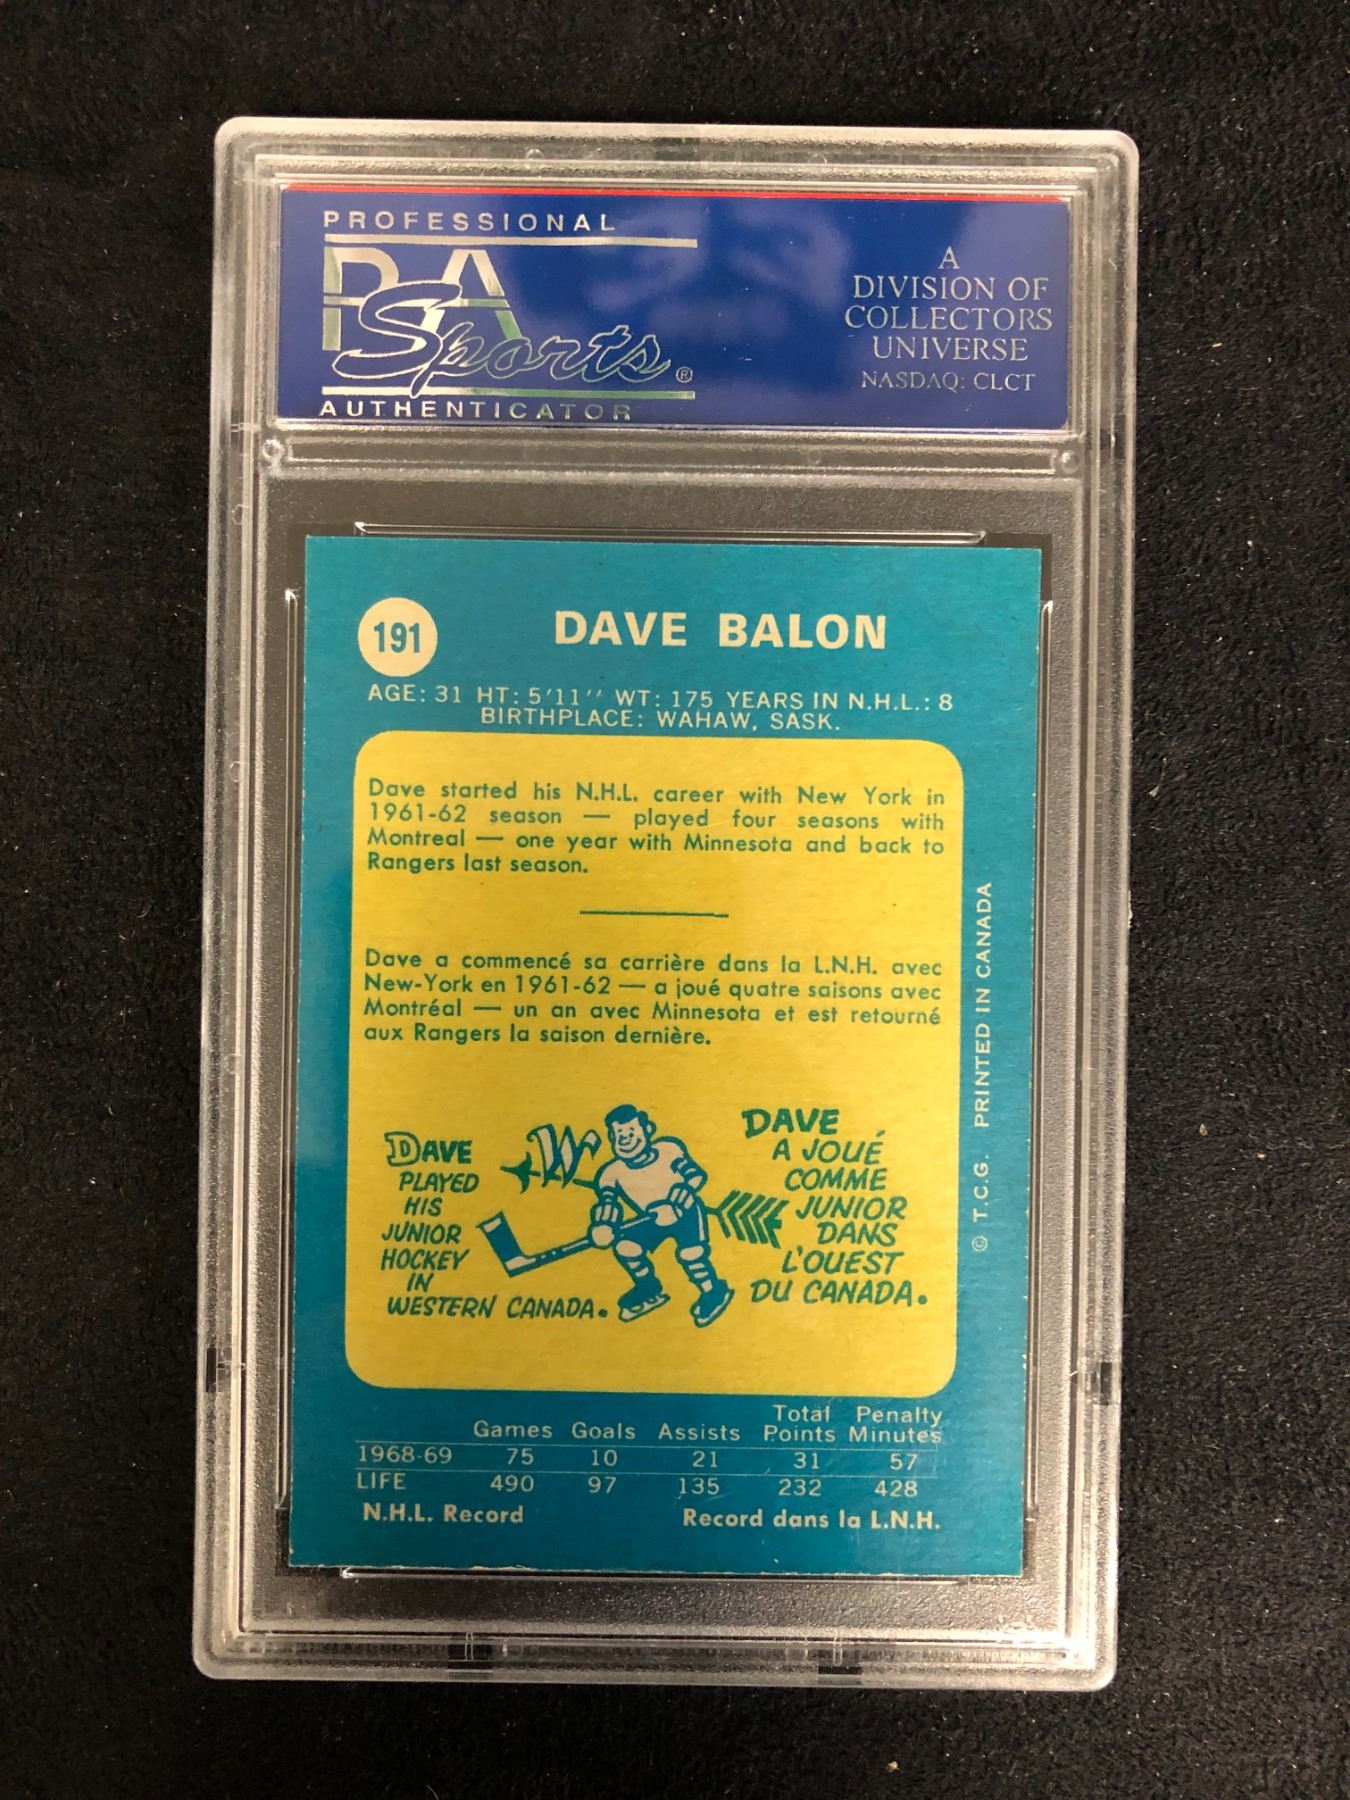 PROFESSIONAL
PSA
Sports®
AUTHENTICATOR
A
DIVISION OF
COLLECTORS
UNIVERSE
NASDAQ: CLCT
191
DAVE BALON
AGE: 31 HT: 5'11'' WT: 175 YEARS IN N.H.L.: 8
BIRTHPLACE: WAHAW, SASK.
Dave started his N.H.L. career with New York in
1961-62 season — played four seasons with
Montreal — one year with Minnesota and back to
Rangers last season.
Dave a commencé sa carrière dans la L.N.H. avec
New-York en 1961-62 — a joué quatre saisons avec
Montréal — un an avec Minnesota et est retourné
aux Rangers la saison dernière.
DAVE
PLAYED
HIS
JUNIOR
HOCKEY
IN
WESTERN CANADA.
W
DAVE
A JOUÉ
COMME
JUNIOR
DANS
L'OUEST
DU CANADA.
© T.C.G. PRINTED IN CANADA
Games Goals Assists Total Points Penalty Minutes
1968-69 75 10 21 31 57
LIFE 490 97 135 232 428
N.H.L. Record Record dans la L.N.H.